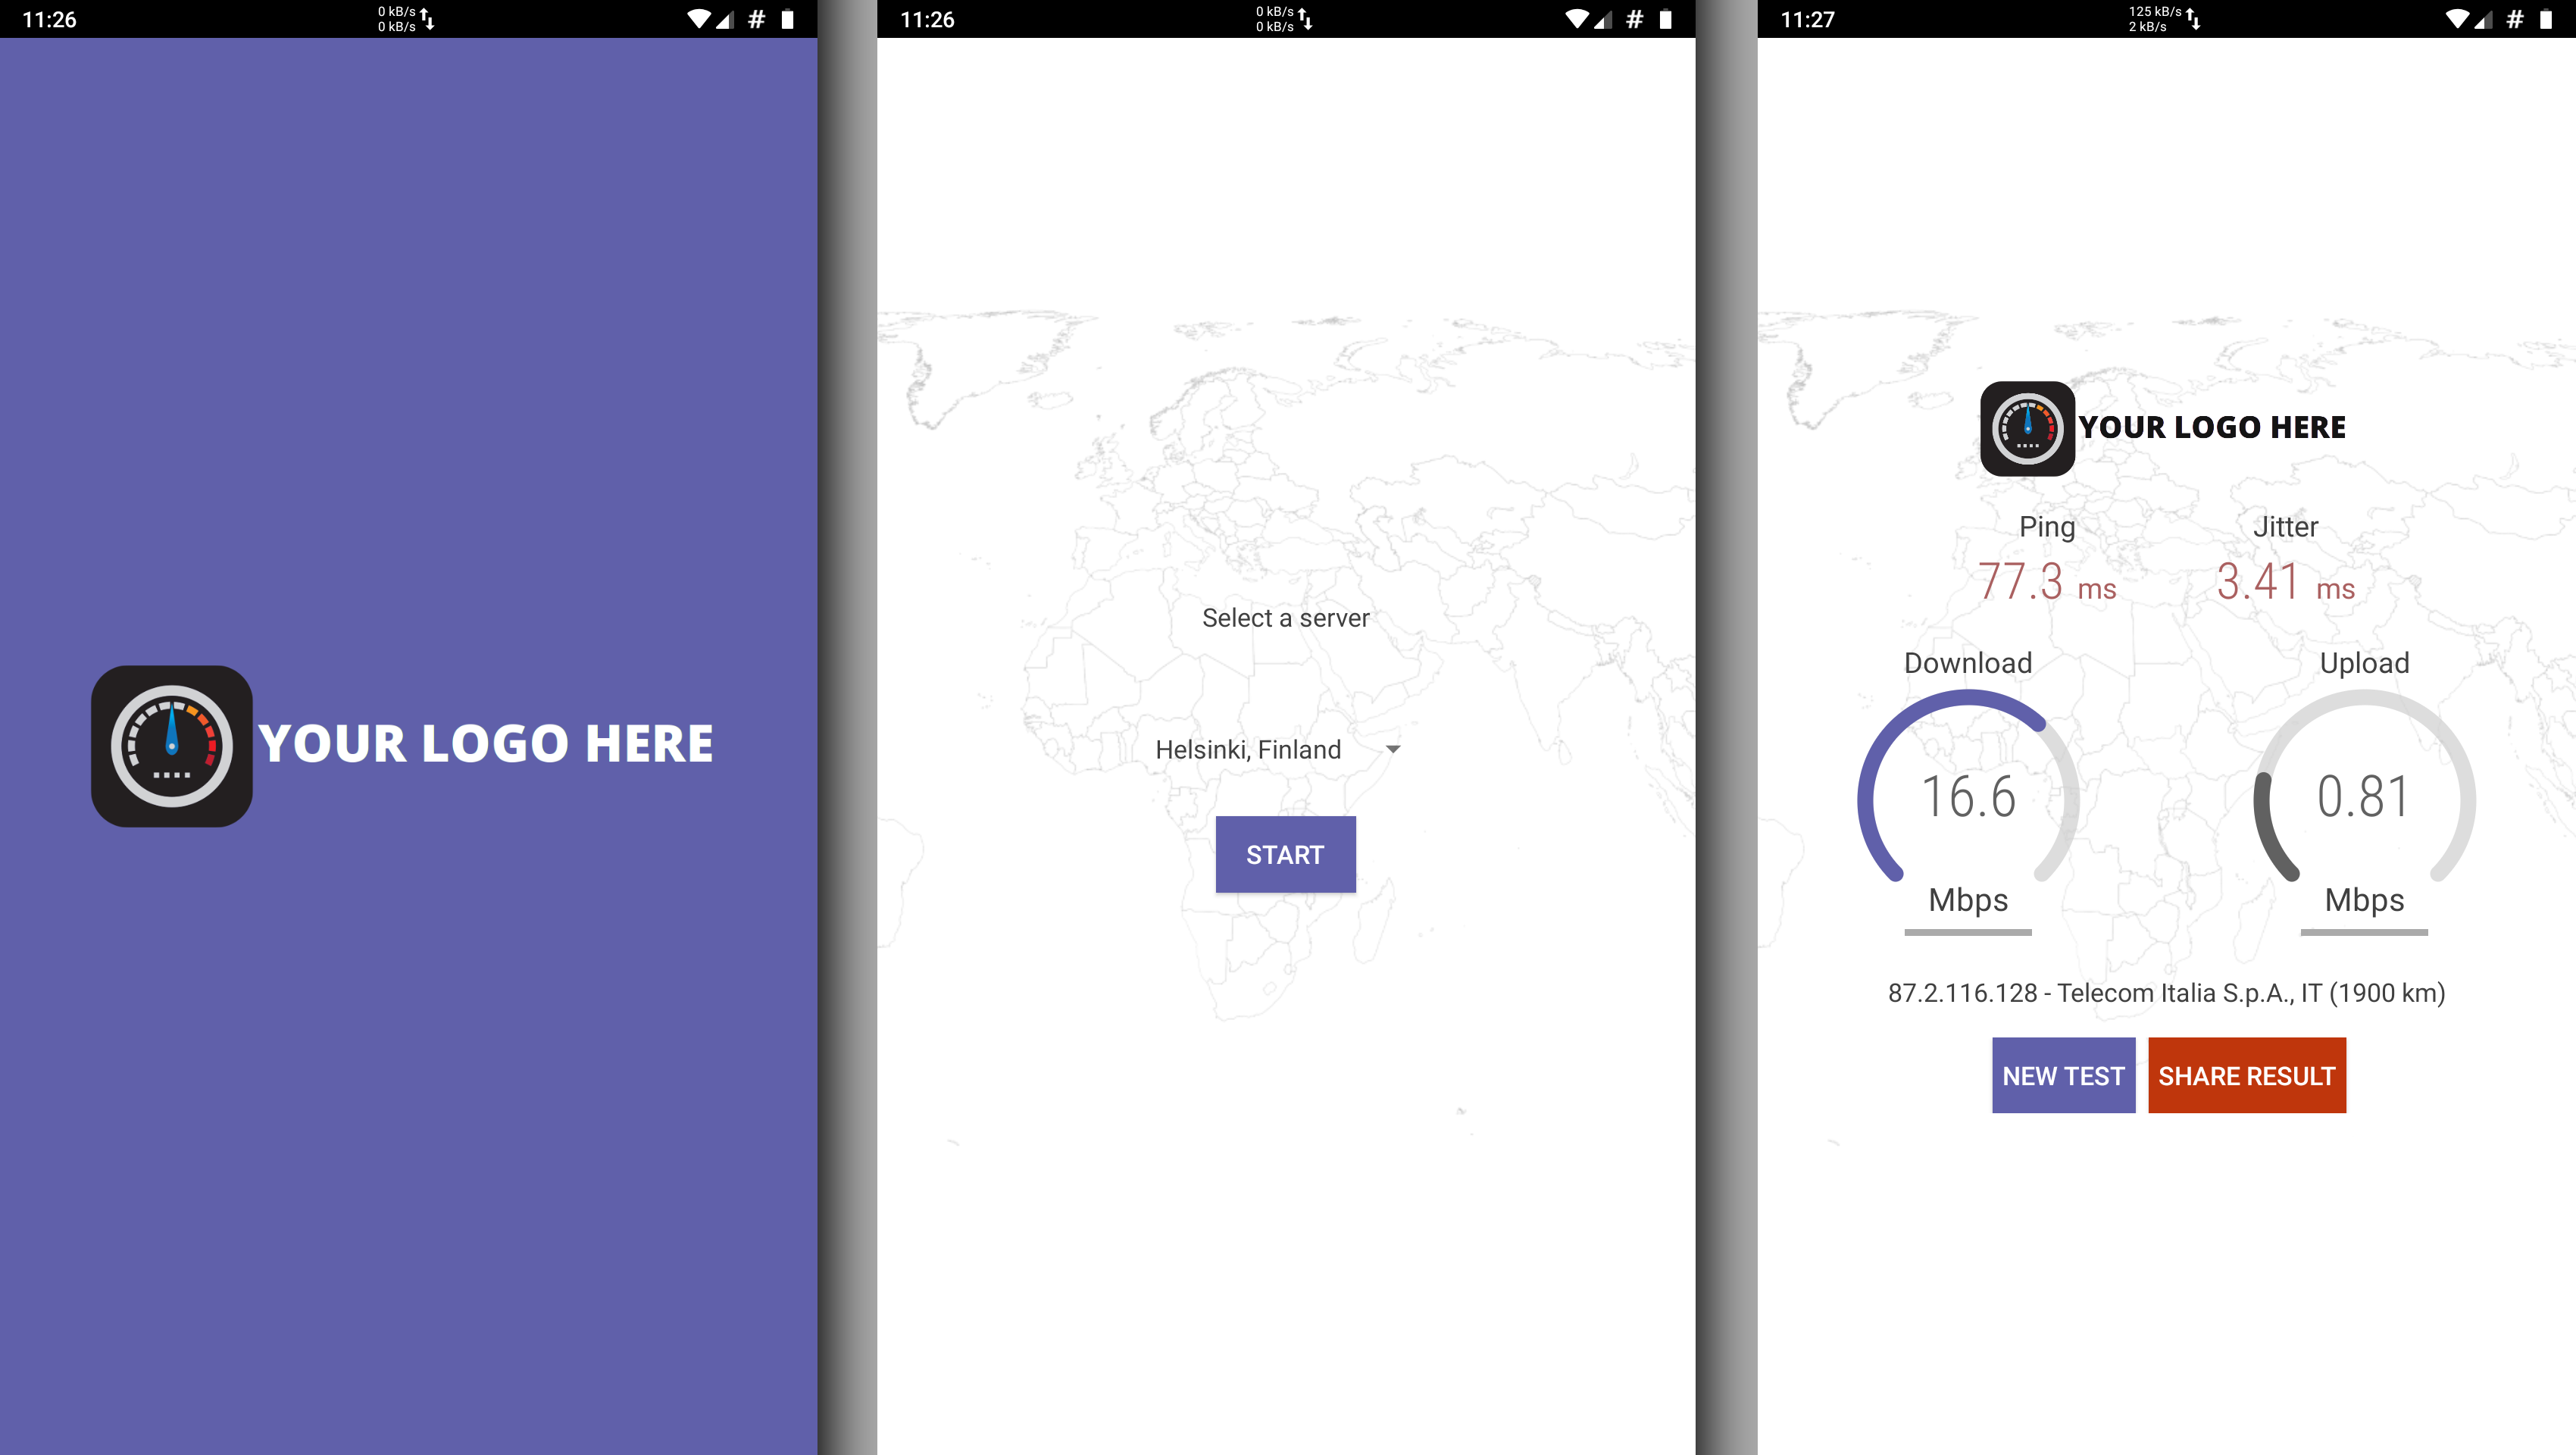 11:26
0 kB/s
0 kB/s
#
YOUR LOGO HERE
11:26
0 kB/s
0 kB/s
#
Select a server
Helsinki, Finland
START
11:27
125 kB/s
2 kB/s
#
YOUR LOGO HERE
Ping Jitter
77.3 ms 3.41 ms
Download Upload
16.6 0.81
Mbps Mbps
87.2.116.128 - Telecom Italia S.p.A., IT (1900 km)
NEW TEST SHARE RESULT